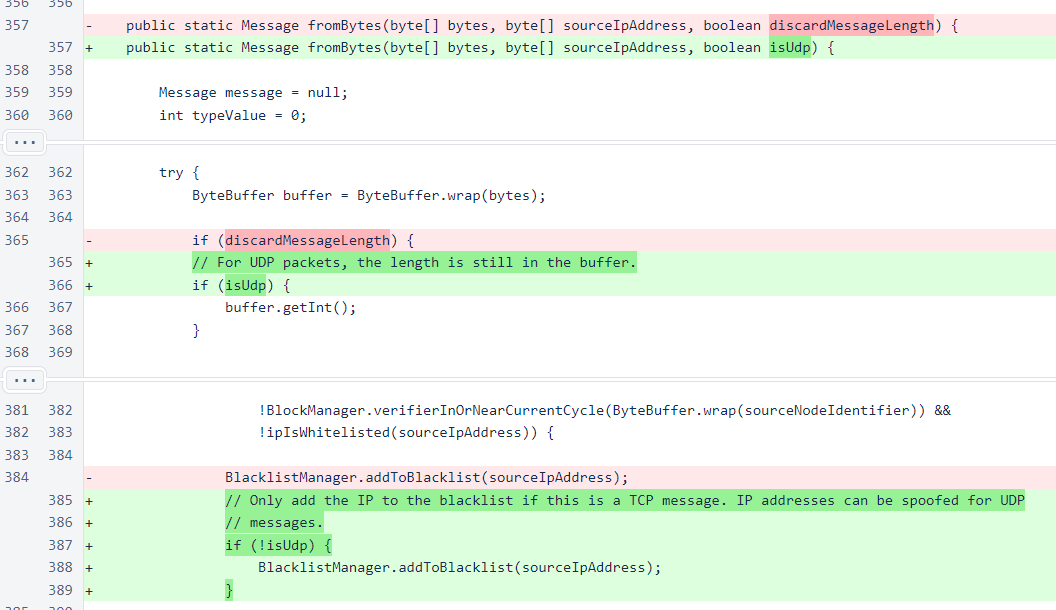 356 356
357 - public static Message fromBytes(byte[] bytes, byte[] sourceIpAddress, boolean discardMessageLength) {
357 + public static Message fromBytes(byte[] bytes, byte[] sourceIpAddress, boolean isUdp) {
358 358
359 359 Message message = null;
360 360 int typeValue = 0;
...
362 362 try {
363 363 ByteBuffer buffer = ByteBuffer.wrap(bytes);
364 364
365 - if (discardMessageLength) {
365 + // For UDP packets, the length is still in the buffer.
366 + if (isUdp) {
366 367 buffer.getInt();
367 368 }
368 369
...
381 382 !BlockManager.verifierInOrNearCurrentCycle(ByteBuffer.wrap(sourceNodeIdentifier)) &&
382 383 !ipIsWhitelisted(sourceIpAddress)) {
383 384
384 - BlacklistManager.addToBlacklist(sourceIpAddress);
385 + // Only add the IP to the blacklist if this is a TCP message. IP addresses can be spoofed for UDP
386 + // messages.
387 + if (!isUdp) {
388 + BlacklistManager.addToBlacklist(sourceIpAddress);
389 + }
385 390